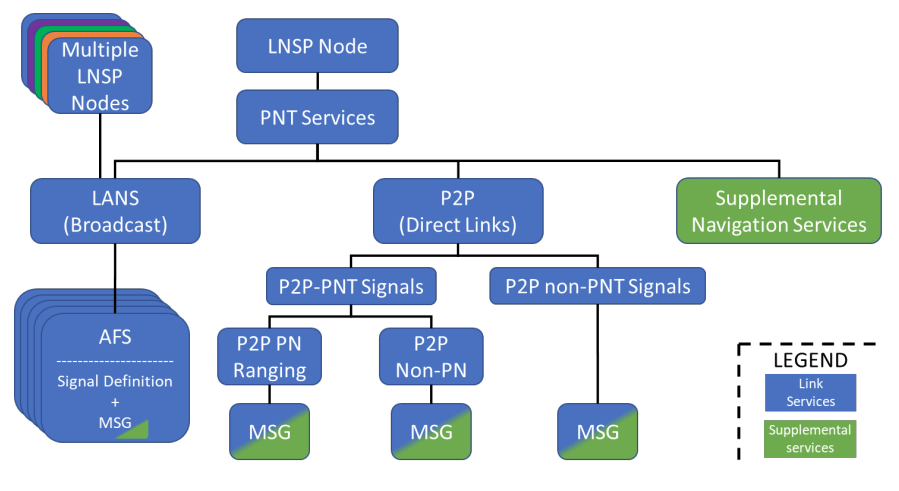 Multiple
LNSP
Nodes
LNSP Node
PNT Services
LANS
(Broadcast)
P2P
(Direct Links)
Supplemental
Navigation Services
P2P-PNT Signals
P2P non-PNT Signals
AFS
----------------------
Signal Definition
+
MSG
P2P PN
Ranging
P2P
Non-PN
MSG
MSG
MSG
LEGEND
Link
Services
Supplemental
services